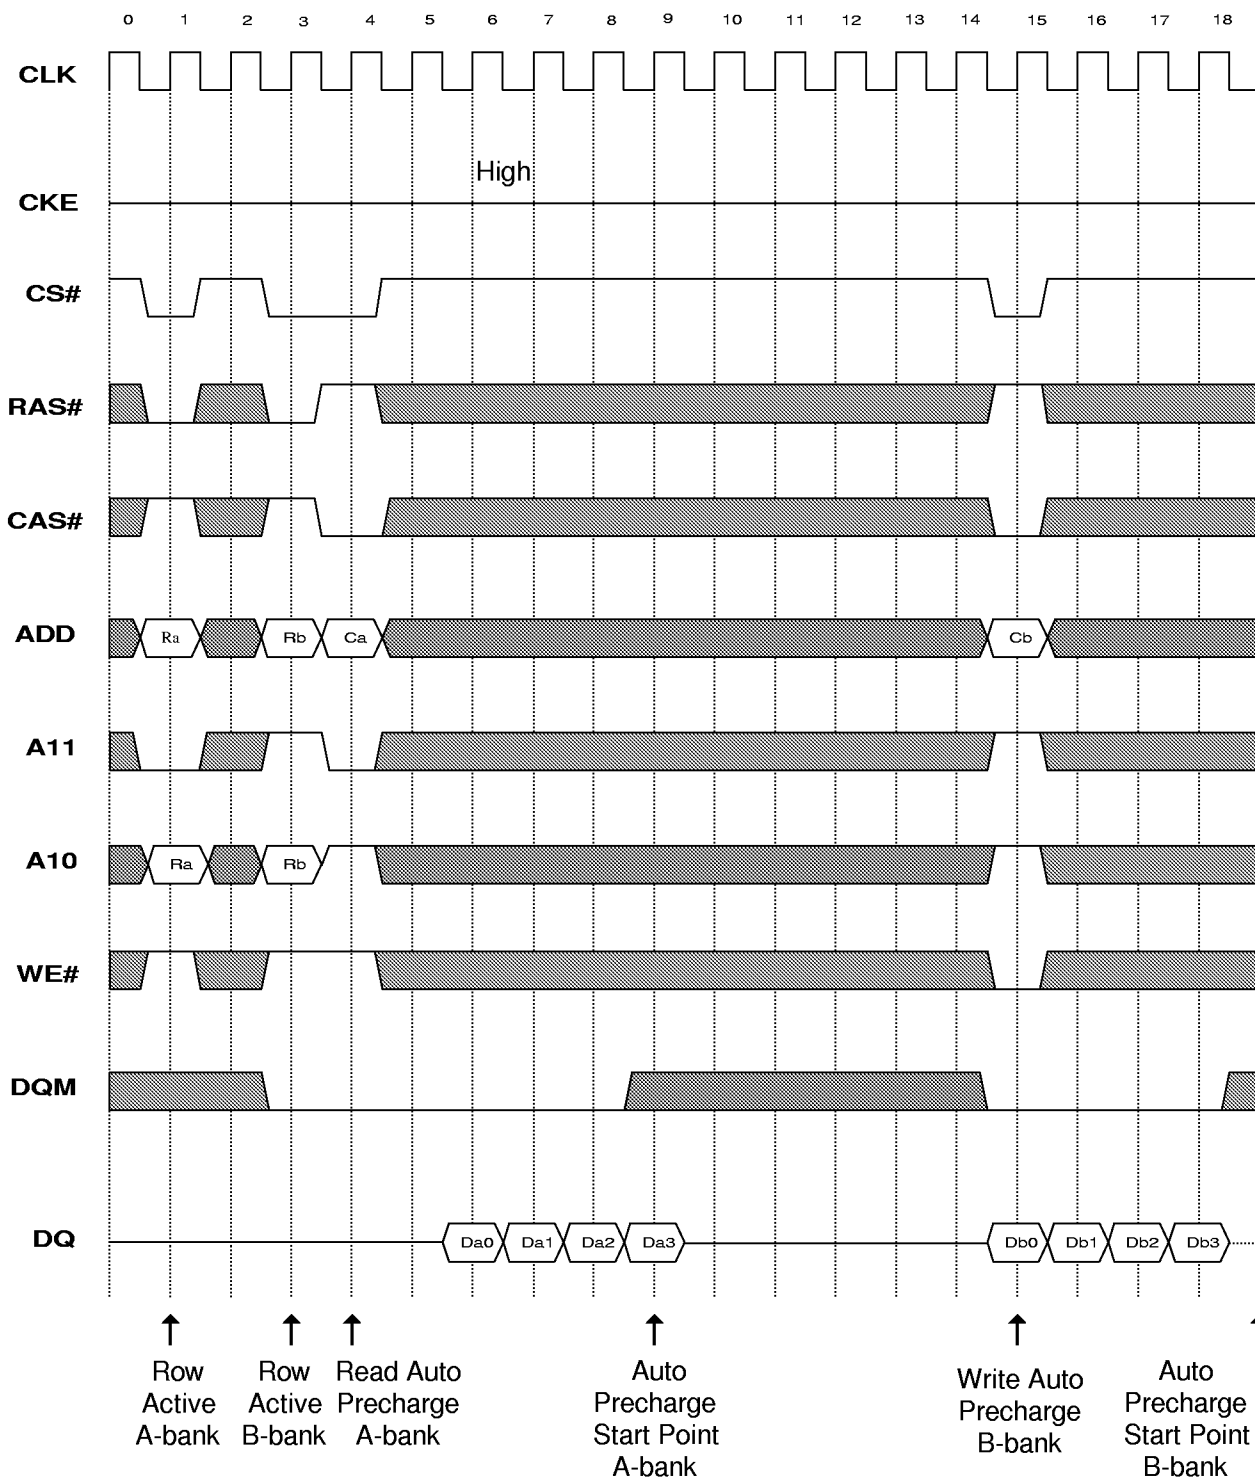 0 1 2 3 4 5 6 7 8 9 10 11 12 13 14 15 16 17 18
CLK
High
CKE
CS#
RAS#
CAS#
ADD Ra Rb Ca Cb
A11
A10 Ra Rb
WE#
DQM
DQ Da0 Da1 Da2 Da3 Db0 Db1 Db2 Db3
Row
Active
A-bank
Row
Active
B-bank
Read Auto
Precharge
A-bank
Auto
Precharge
Start Point
A-bank
Write Auto
Precharge
B-bank
Auto
Precharge
Start Point
B-bank